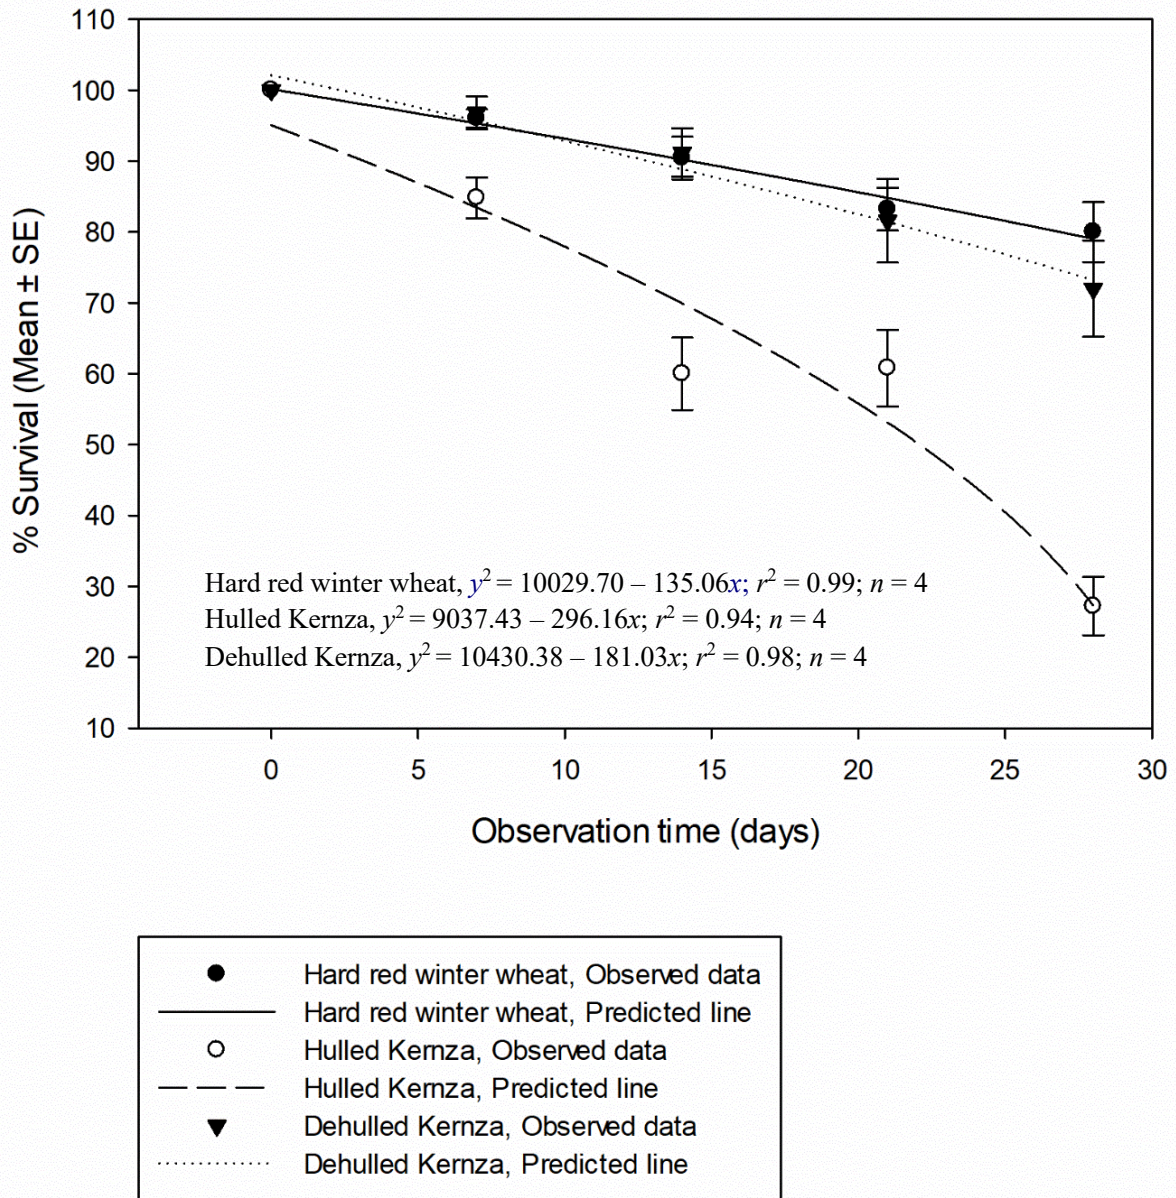 110
100
90
80
70
60
50
40
30
20
10
% Survival (Mean ± SE)
Hard red winter wheat, y² = 10029.70 – 135.06x; r² = 0.99; n = 4
Hulled Kernza, y² = 9037.43 – 296.16x; r² = 0.94; n = 4
Dehulled Kernza, y² = 10430.38 – 181.03x; r² = 0.98; n = 4
0 5 10 15 20 25 30
Observation time (days)
Hard red winter wheat, Observed data
Hard red winter wheat, Predicted line
Hulled Kernza, Observed data
Hulled Kernza, Predicted line
Dehulled Kernza, Observed data
Dehulled Kernza, Predicted line